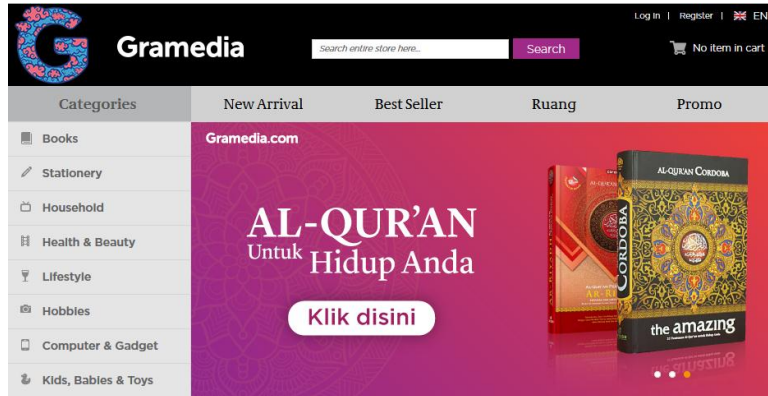 Log in | Register | EN
Gramedia
Search entire store here...
Search
No item in cart
Categories
New Arrival
Best Seller
Ruang
Promo
Books
Stationery
Household
Health & Beauty
Lifestyle
Hobbies
Computer & Gadget
Kids, Babies & Toys
Gramedia.com
AL-QUR'AN
Untuk Hidup Anda
Klik disini
AL-QUR'AN CORDOBA
CORDOBA
the amazing